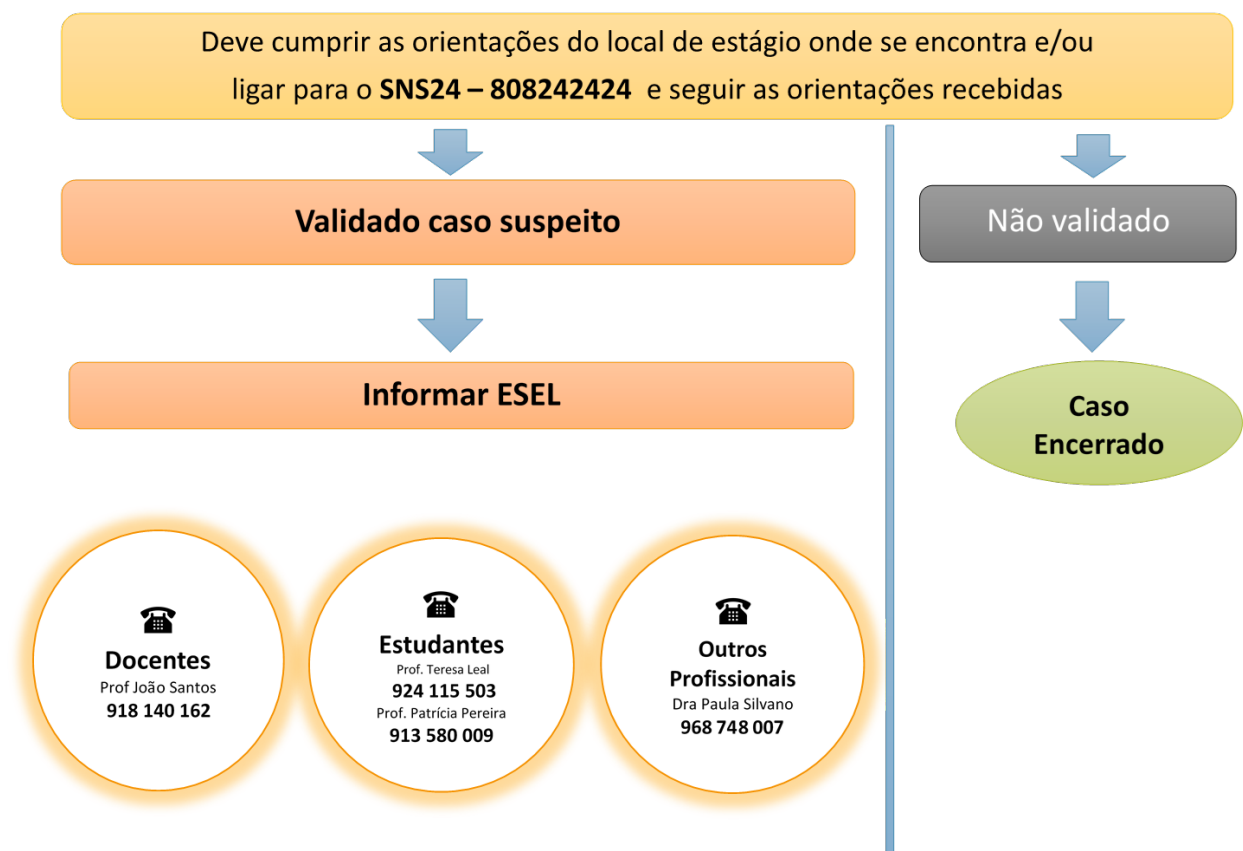 Deve cumprir as orientações do local de estágio onde se encontra e/ou
ligar para o SNS24 – 808242424 e seguir as orientações recebidas
Validado caso suspeito
Não validado
Informar ESEL
Caso
Encerrado
Docentes
Prof João Santos
918 140 162
Estudantes
Prof. Teresa Leal
924 115 503
Prof. Patrícia Pereira
913 580 009
Outros
Profissionais
Dra Paula Silvano
968 748 007